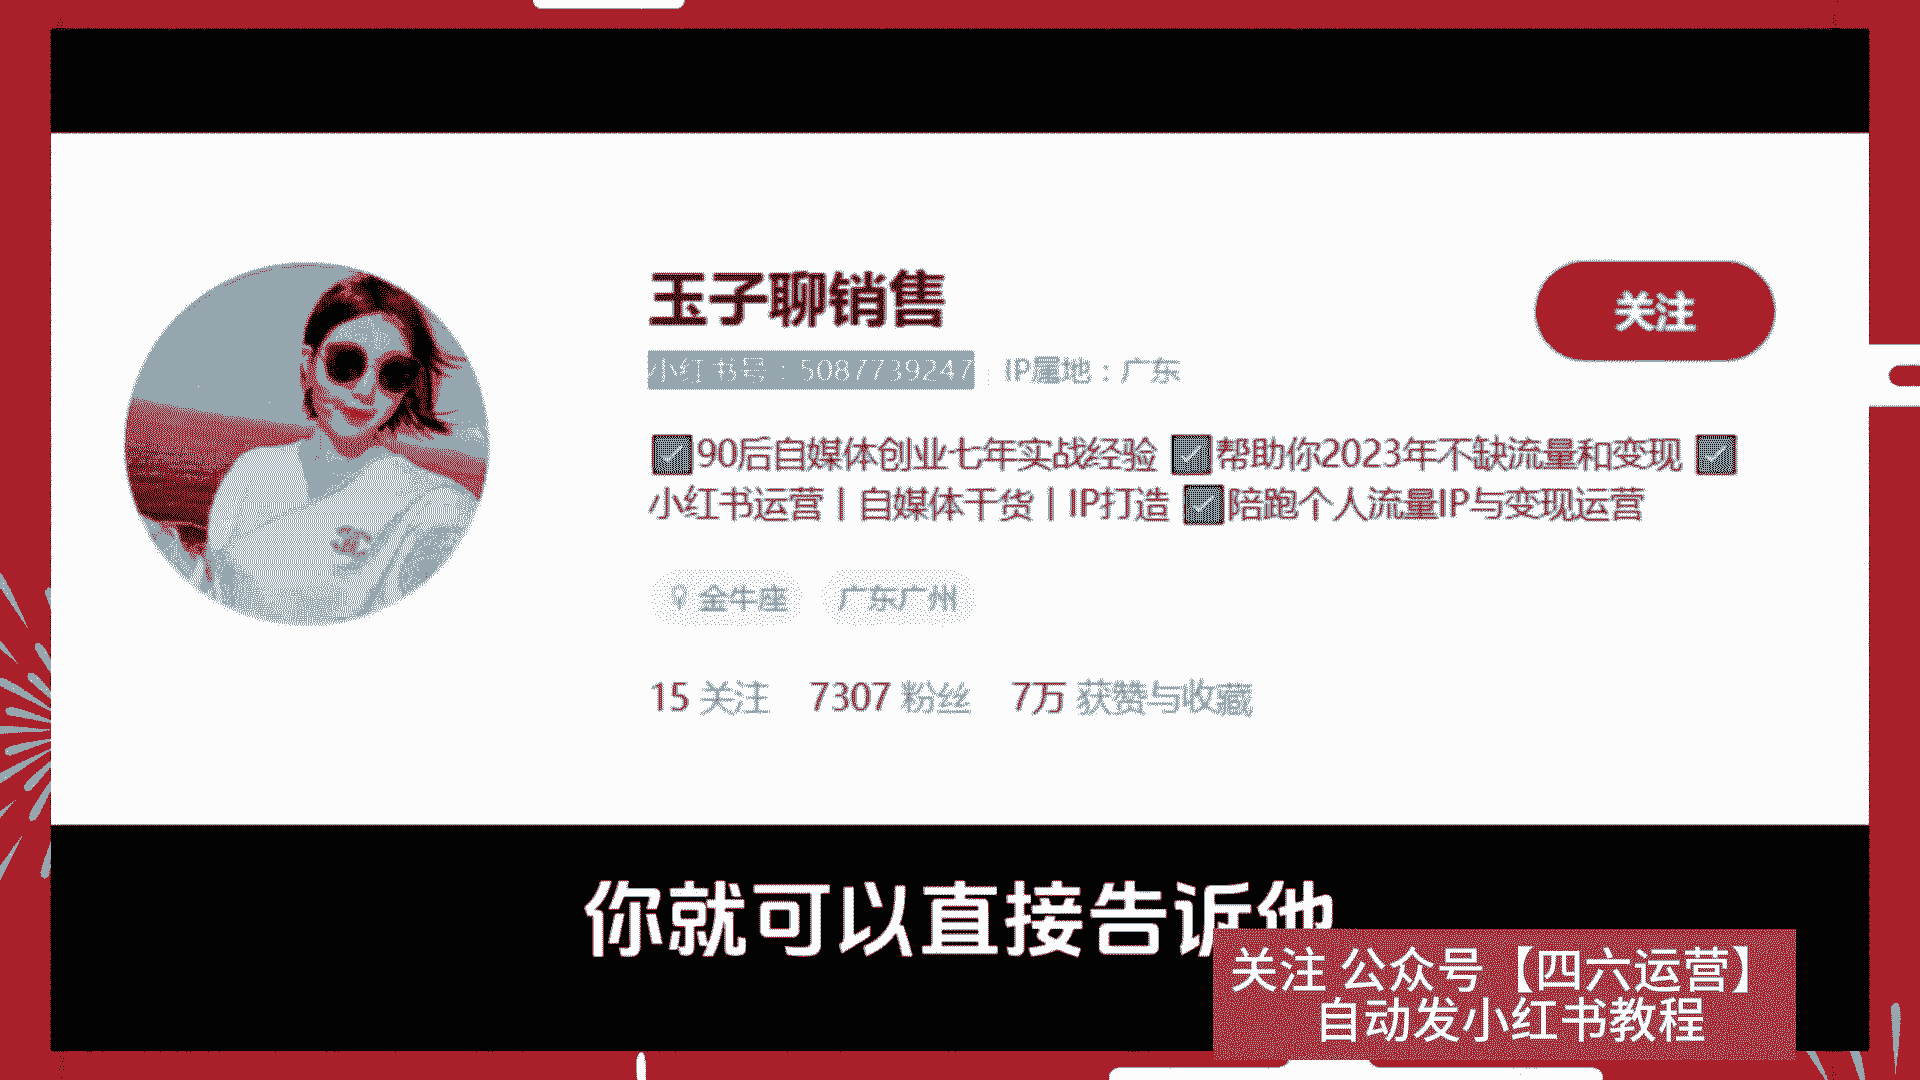 玉子聊销售
关注
小红书号：5087739247 IP属地：广东
90后自媒体创业七年实战经验 帮助你2023年不缺流量和变现
小红书运营丨自媒体干货丨IP打造 陪跑个人流量IP与变现运营
金牛座 广东广州
15 关注 7307 粉丝 7万 获赞与收藏
你就可以直接告诉他
关注 公众号【四六运营】
自动发小红书教程